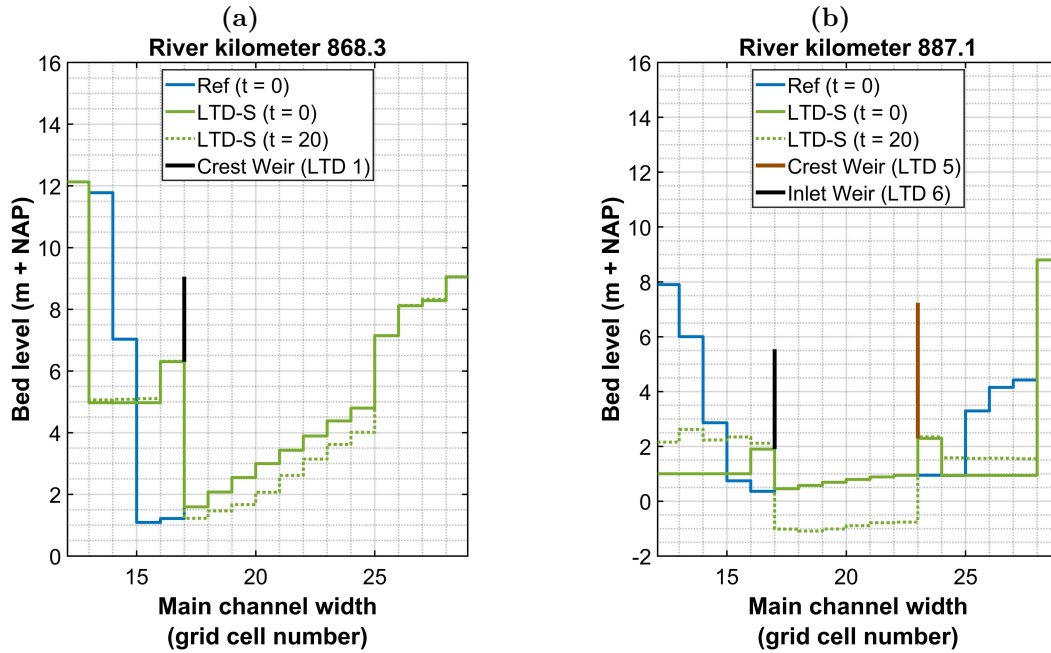 (a)
River kilometer 868.3
16
14
12
10
8
6
4
2
0
Bed level (m + NAP)
Ref (t = 0)
LTD-S (t = 0)
LTD-S (t = 20)
Crest Weir (LTD 1)
15
20
25
Main channel width
(grid cell number)
(b)
River kilometer 887.1
16
14
12
10
8
6
4
2
0
-2
Bed level (m + NAP)
Ref (t = 0)
LTD-S (t = 0)
LTD-S (t = 20)
Crest Weir (LTD 5)
Inlet Weir (LTD 6)
15
20
25
Main channel width
(grid cell number)